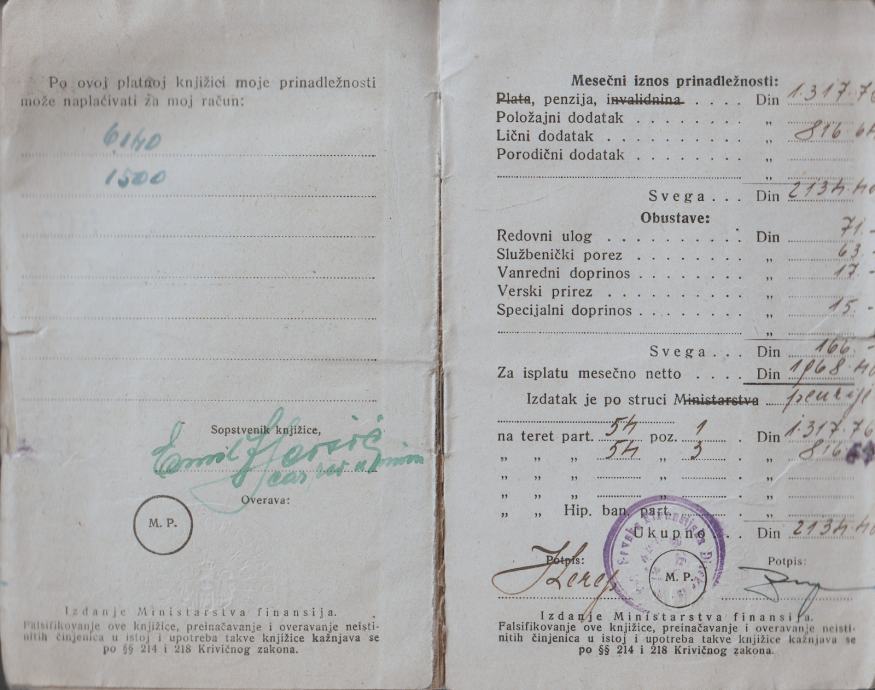 Po ovoj platnoj knjižici moje prinadležnosti
može naplaćivati za moj račun:
6140
1500
Sopstvenik knjižice,
Emil
Overava:
M. P.
Izdanje Ministarstva finansija.
Falsifikovanje ove knjižice, preinačavanje i overavanje neisti-
nitih činjenica u istoj i upotreba takve knjižice kažnjava se
po §§ 214 i 218 Krivičnog zakona.
Mesečni iznos prinadležnosti:
Plata, penzija, invalidnina . . . . Din 1.317.76
Položajni dodatak . . . . . . . „
Lični dodatak . . . . . . . . „ 816.64
Porodični dodatak . . . . . . . „
„
Svega . . . Din 2134.40
Obustave:
Redovni ulog . . . . . . . . . Din 71.-
Službenički porez . . . . . . . „ 63.-
Vanredni doprinos . . . . . . . „ 17.-
Verski prirez . . . . . . . . „
Specijalni doprinos . . . . . . „ 15.-
„
Svega . . . Din 166.-
Za isplatu mesečno netto . . . . Din 1968.40
Izdatak je po struci Ministarstva penzije
na teret part. 54 poz. 1 . Din 1.317.76
„ „ „ 54 „ 3 . „ 816.64
„ „ „ „ . „
„ „ „ „ . „
„ „ Hip. ban. part. . „
Ukupno . . Din 2134.40
Potpis: M. P. Potpis:
Izdanje Ministarstva finansija.
Falsifikovanje ove knjižice, preinačavanje i overavanje neisti-
nitih činjenica u istoj i upotreba takve knjižice kažnjava se
po §§ 214 i 218 Krivičnog zakona.